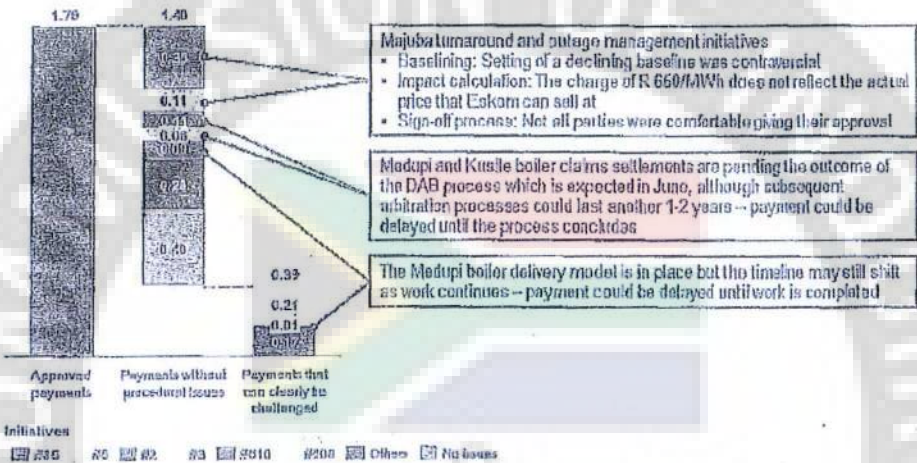 1.79
1.40
Majuba turnaround and outage management initiatives
• Baselining: Setting of a declining baseline was contraversial
• Impact calculation: The charge of R 660/MWh does not reflect the actual
price that Eskom can sell at
• Sign-off process: Not all parties were comfortable giving their approval
0.11
0.08
0.01
0.40
Medupi and Kusile boiler claims settlements are pending the outcome of
the DAB process which is expected in June, although subsequent
arbitration processes could last another 1-2 years – payment could be
delayed until the process concludes
The Medupi boiler delivery model is in place but the timeline may still shift
as work continues – payment could be delayed until work is completed
0.21
0.01
Approved
payments
Payments without
procedural issues
Payments that
can clearly be
challenged
Initiatives
Others
No issues